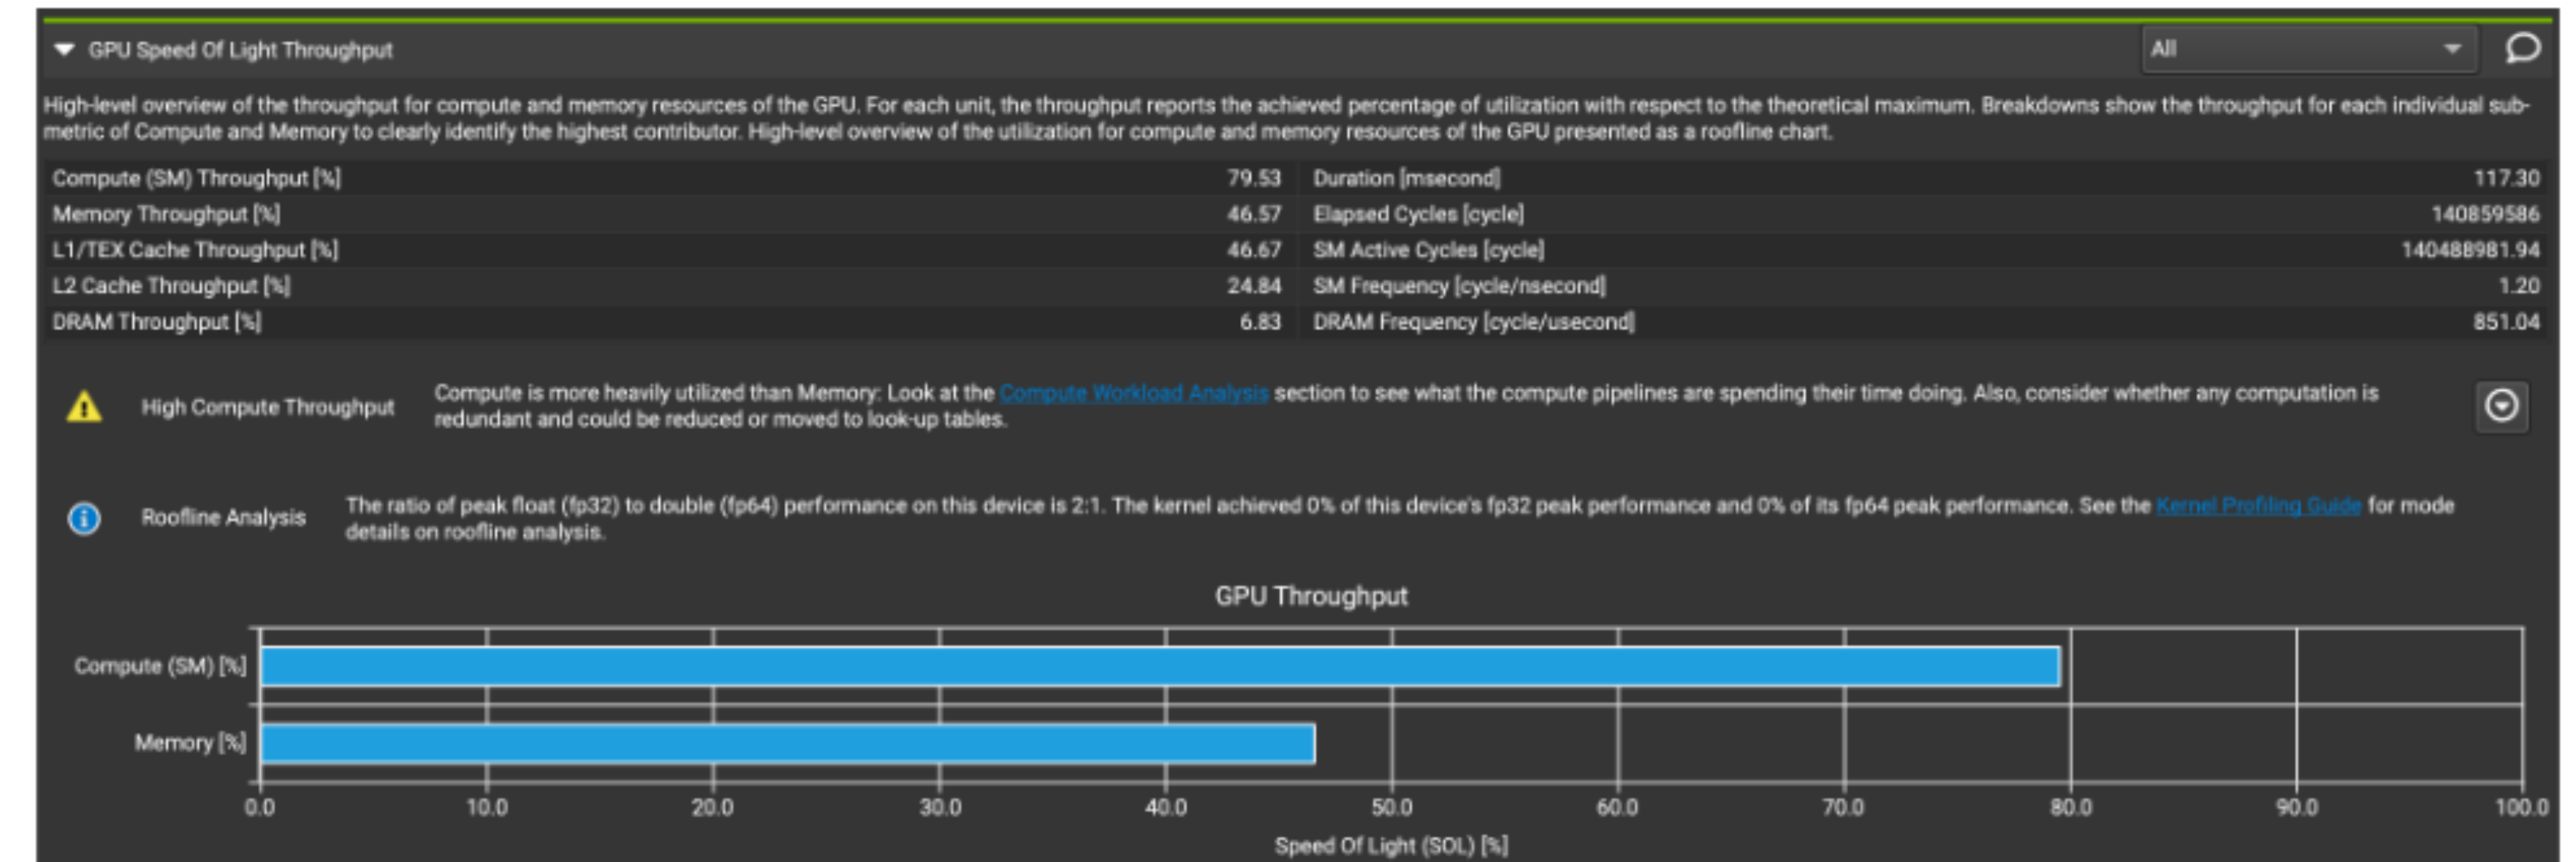 GPU Speed Of Light Throughput
All
High-level overview of the throughput for compute and memory resources of the GPU. For each unit, the throughput reports the achieved percentage of utilization with respect to the theoretical maximum. Breakdowns show the throughput for each individual sub-
metric of Compute and Memory to clearly identify the highest contributor. High-level overview of the utilization for compute and memory resources of the GPU presented as a roofline chart.
Compute (SM) Throughput [%] 79.53 Duration [msecond] 117.30
Memory Throughput [%] 46.57 Elapsed Cycles [cycle] 140859586
L1/TEX Cache Throughput [%] 46.67 SM Active Cycles [cycle] 140488981.94
L2 Cache Throughput [%] 24.84 SM Frequency [cycle/nsecond] 1.20
DRAM Throughput [%] 6.83 DRAM Frequency [cycle/usecond] 851.04
High Compute Throughput
Compute is more heavily utilized than Memory: Look at the Compute Workload Analysis section to see what the compute pipelines are spending their time doing. Also, consider whether any computation is
redundant and could be reduced or moved to look-up tables.
Roofline Analysis
The ratio of peak float (fp32) to double (fp64) performance on this device is 2:1. The kernel achieved 0% of this device's fp32 peak performance and 0% of its fp64 peak performance. See the Kernel Profiling Guide for mode
details on roofline analysis.
GPU Throughput
Compute (SM) [%]
Memory [%]
0.0 10.0 20.0 30.0 40.0 50.0 60.0 70.0 80.0 90.0 100.0
Speed Of Light (SOL) [%]